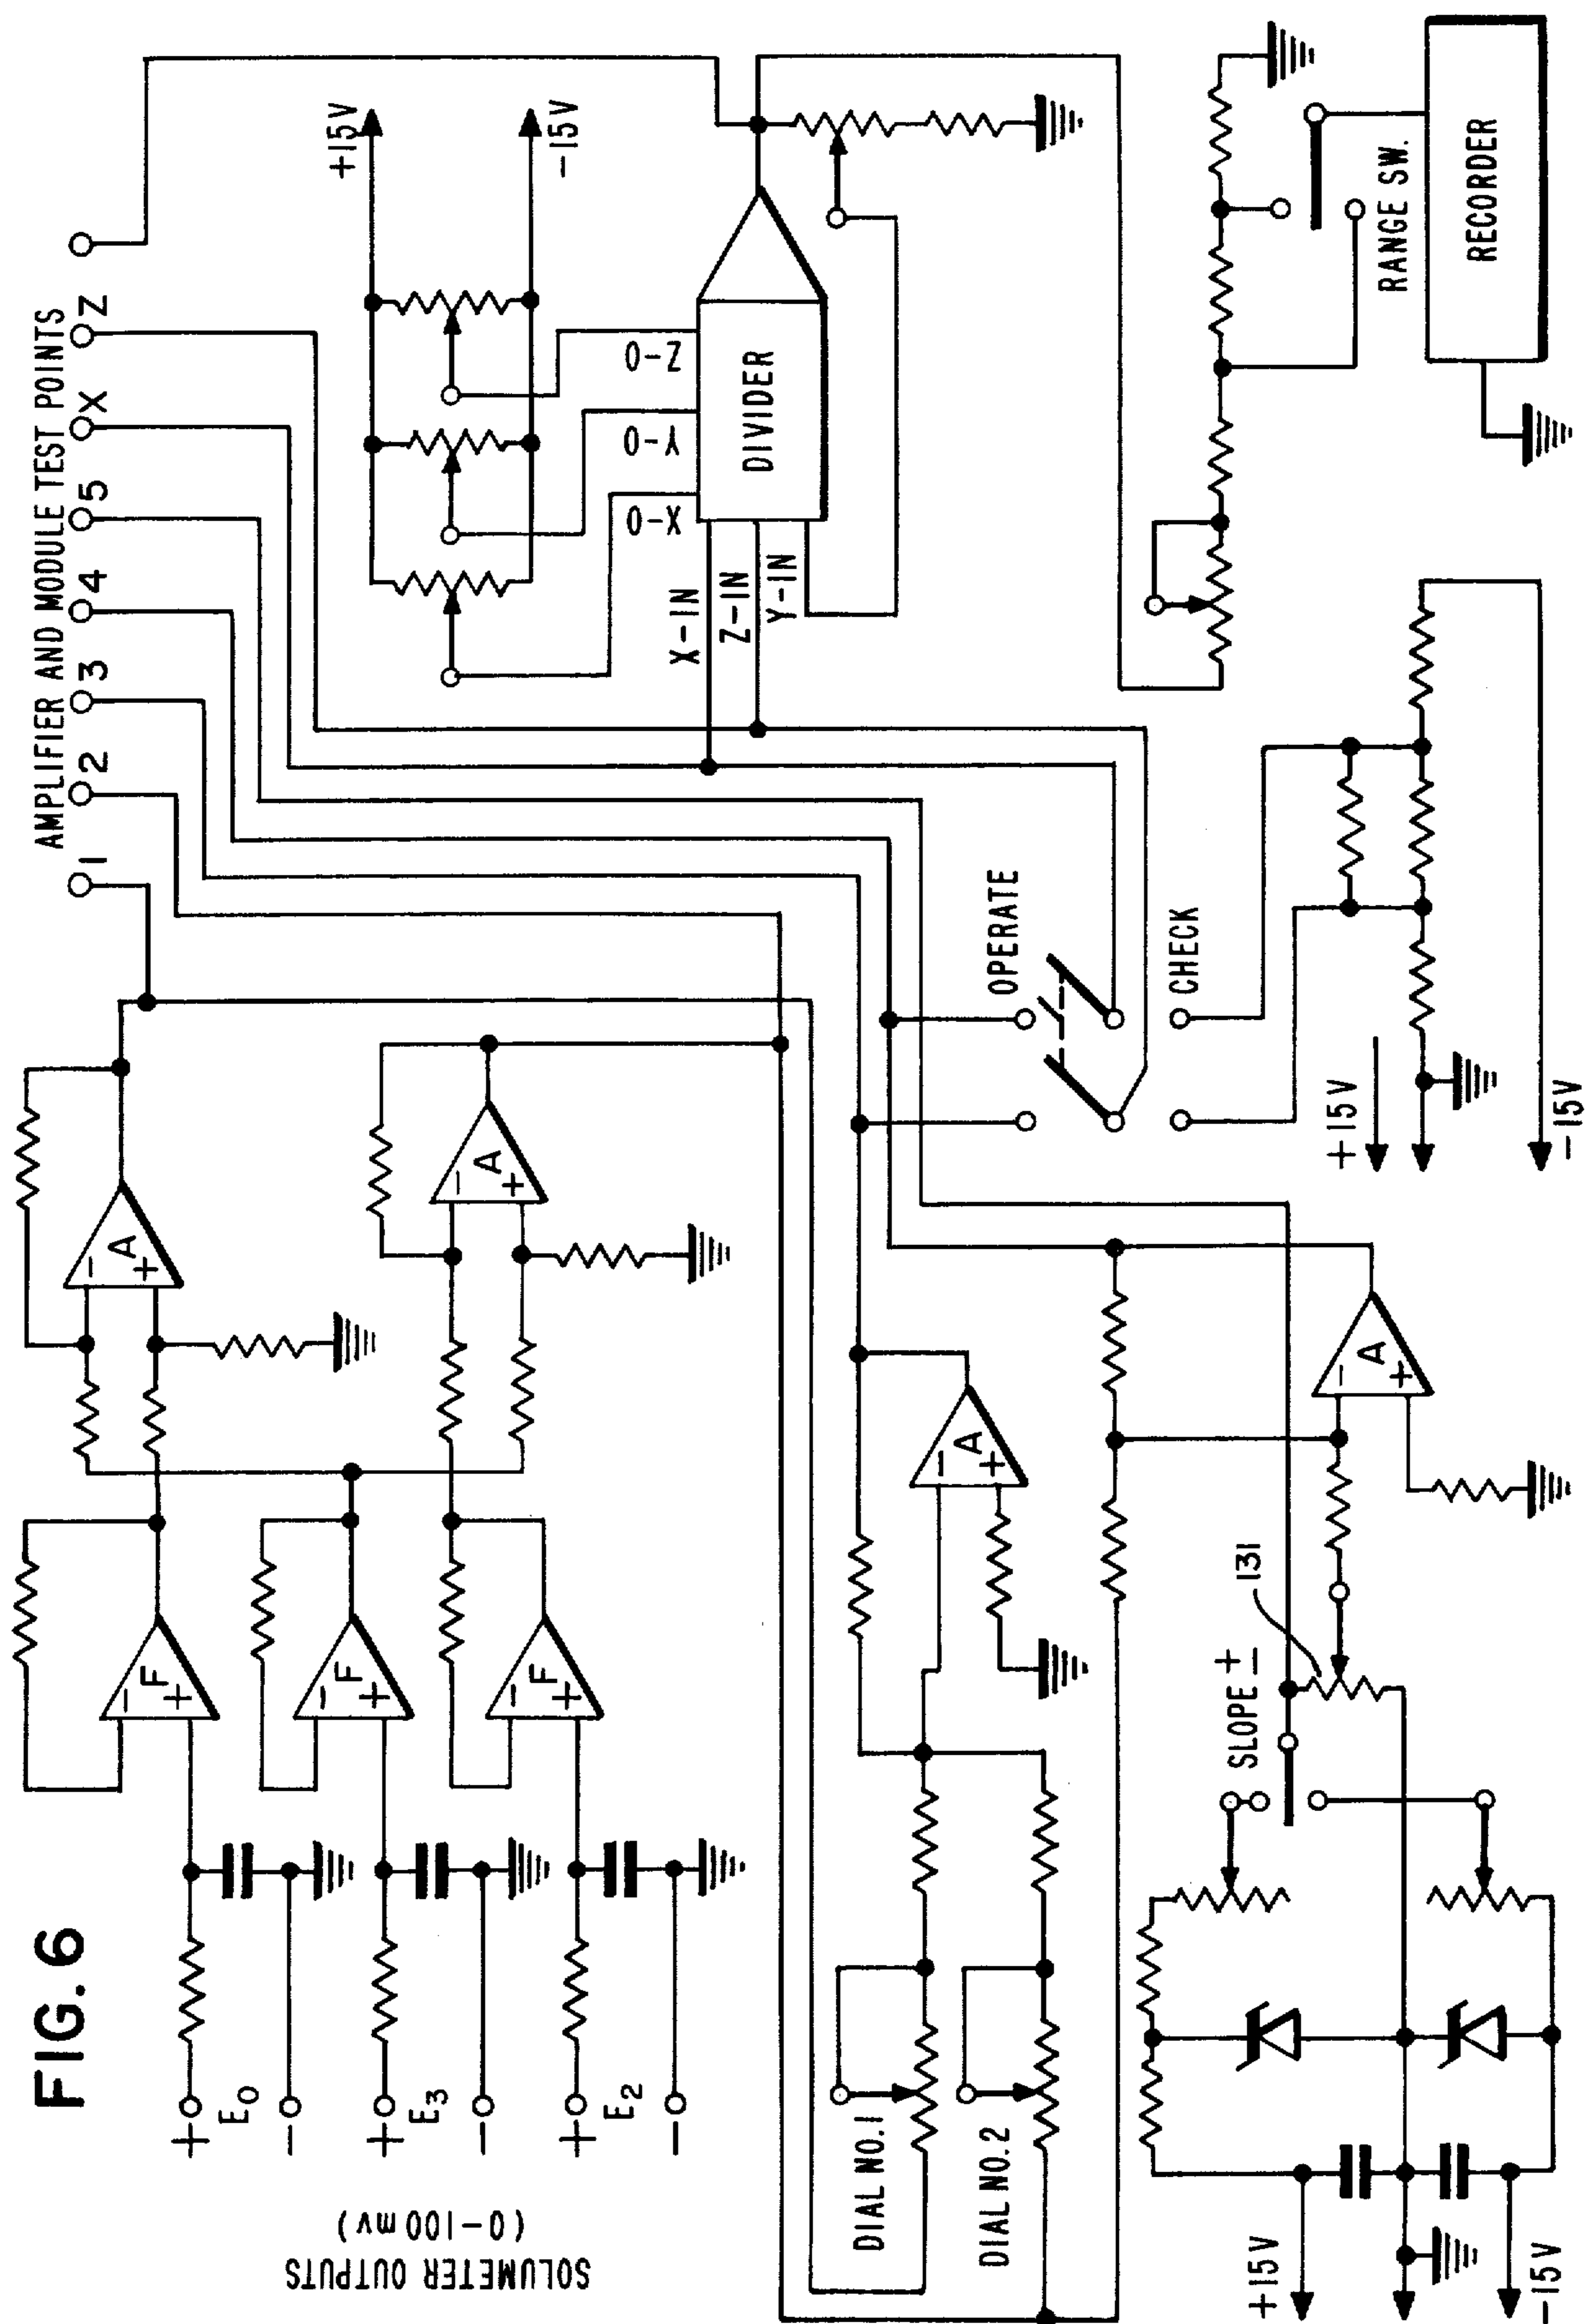 FIG. 6
AMPLIFIER AND MODULE TEST POINTS
1 2 3 4 5 X Z
SOLUMETER OUTPUTS
(0-100 mv)
+
E0
-
+
E3
-
+
E2
-
-
F
+
-
F
+
-
F
+
-
A
+
-
A
+
-
A
+
-
A
+
+15V
-15V
X-0
Y-0
Z-0
X-IN
Z-IN
Y-IN
DIVIDER
OPERATE
CHECK
DIAL NO. 1
DIAL NO. 2
SLOPE ±
131
+15V
-15V
+15V
-15V
RANGE SW.
RECORDER